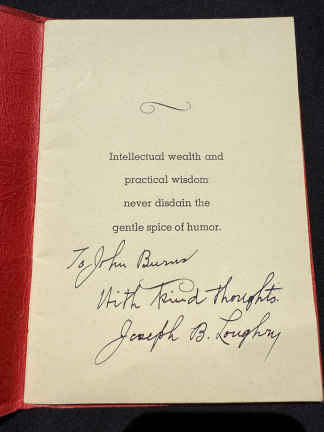 Intellectual wealth and
practical wisdom
never disdain the
gentle spice of humor.
To John Burns
With Kind Thoughts.
Joseph B. Loughry